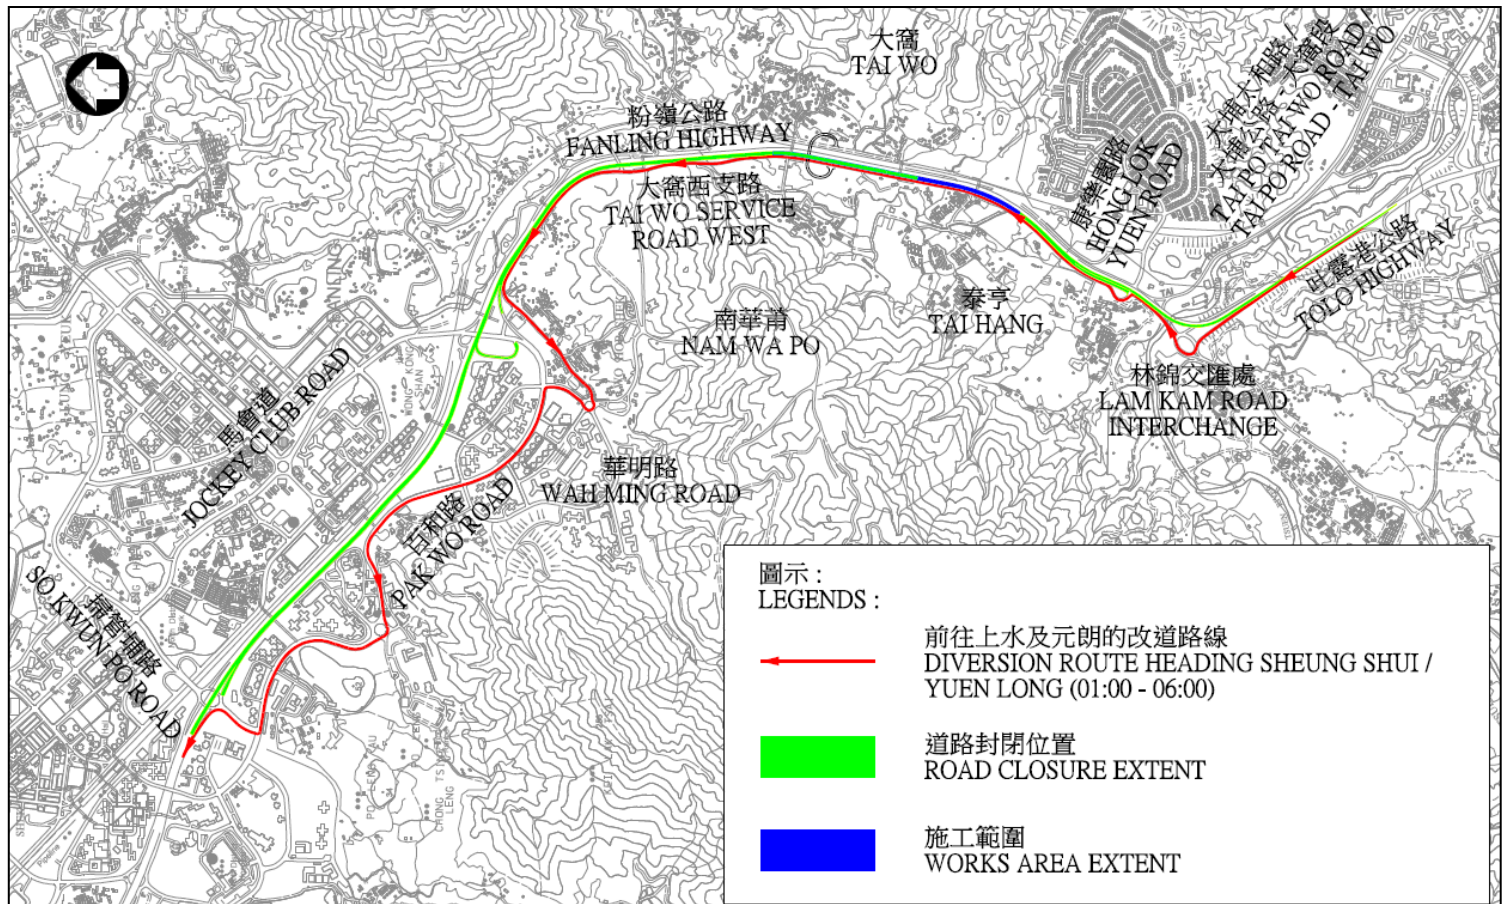 大窩
TAI WO
粉嶺公路
FANLING HIGHWAY
大窩西支路
TAI WO SERVICE
ROAD WEST
康樂園路
HONG LOK
YUEN ROAD
大埔太和路 /
大埔公路 - 大窩段
TAI PO TAI WO ROAD /
TAI PO ROAD - TAI WO
吐露港公路
TOLO HIGHWAY
泰亨
TAI HANG
南華莆
NAM WA PO
林錦交匯處
LAM KAM ROAD
INTERCHANGE
馬會道
JOCKEY CLUB ROAD
華明路
WAH MING ROAD
百和路
PAK WO ROAD
掃管埔路
SO KWUN PO ROAD
圖示 :
LEGENDS :
前往上水及元朗的改道路線
DIVERSION ROUTE HEADING SHEUNG SHUI /
YUEN LONG (01:00 - 06:00)
道路封閉位置
ROAD CLOSURE EXTENT
施工範圍
WORKS AREA EXTENT